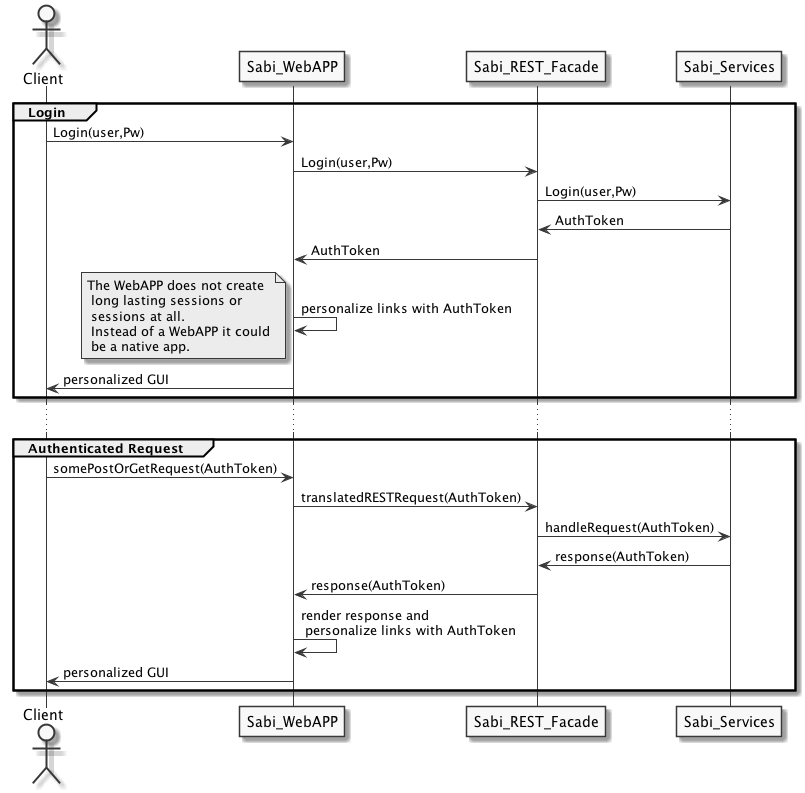 Client
Sabi_WebAPP
Sabi_REST_Facade
Sabi_Services
Login
Login(user,Pw)
Login(user,Pw)
Login(user,Pw)
AuthToken
AuthToken
The WebAPP does not create
long lasting sessions or
sessions at all.
Instead of a WebAPP it could
be a native app.
personalize links with AuthToken
personalized GUI
Authenticated Request
somePostOrGetRequest(AuthToken)
translatedRESTRequest(AuthToken)
handleRequest(AuthToken)
response(AuthToken)
response(AuthToken)
render response and
personalize links with AuthToken
personalized GUI
Client
Sabi_WebAPP
Sabi_REST_Facade
Sabi_Services